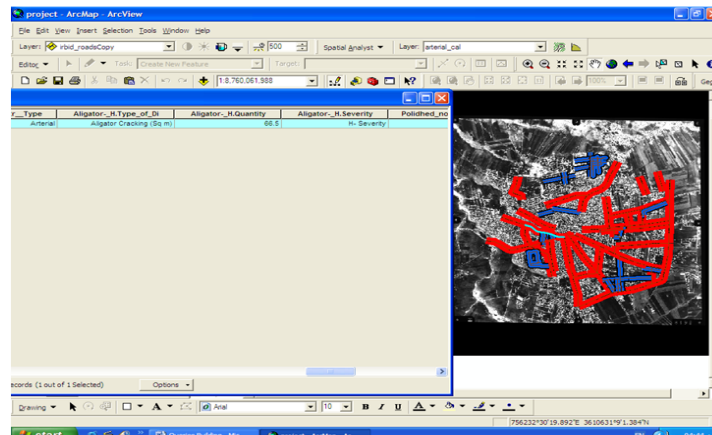 project - ArcMap - ArcView
File Edit View Insert Selection Tools Window Help
Layer: irbid_roadsCopy 500 Spatial Analyst Layer: arterial_cal
Editor Task: Create New Feature Target:
1:8.760.061.988 100%
r__Type Aligator-_H.Type_of_Di Aligator-_H.Quantity Aligator-_H.Severity Polidhed_no
Arterial Aligator Cracking (Sq m) 66.5 H- Severity
ecords (1 out of 1 Selected) Options
Drawing A Arial 10 B I U A
756232°30'19.892"E 3610631°9'1.384"N
start